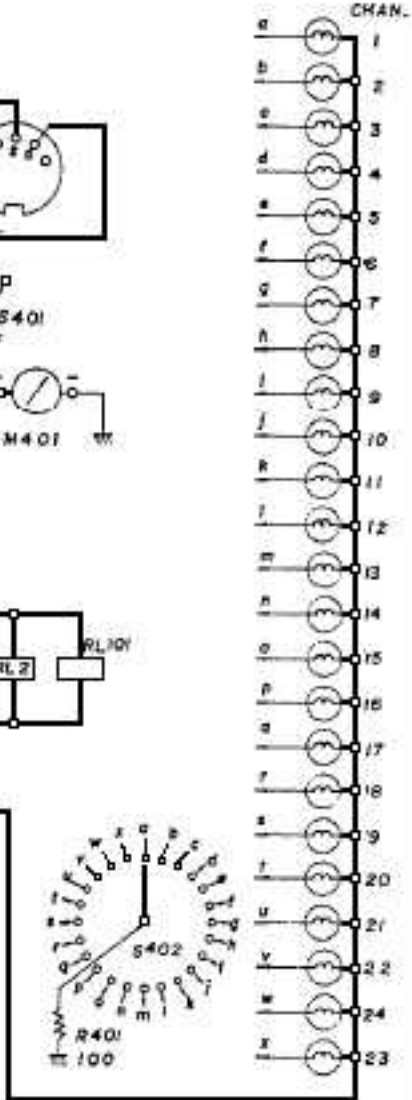 CHAN.
a 1
b 2
c 3
d 4
e 5
f 6
g 7
h 8
i 9
j 10
k 11
l 12
m 13
n 14
o 15
p 16
q 17
r 18
s 19
t 20
u 21
v 22
w 24
x 23
S401
M401
RL101
RL2
a
b
c
d
e
f
g
h
i
j
k
l
m
n
p
q
r
s
t
v
w
x
S402
R401
100